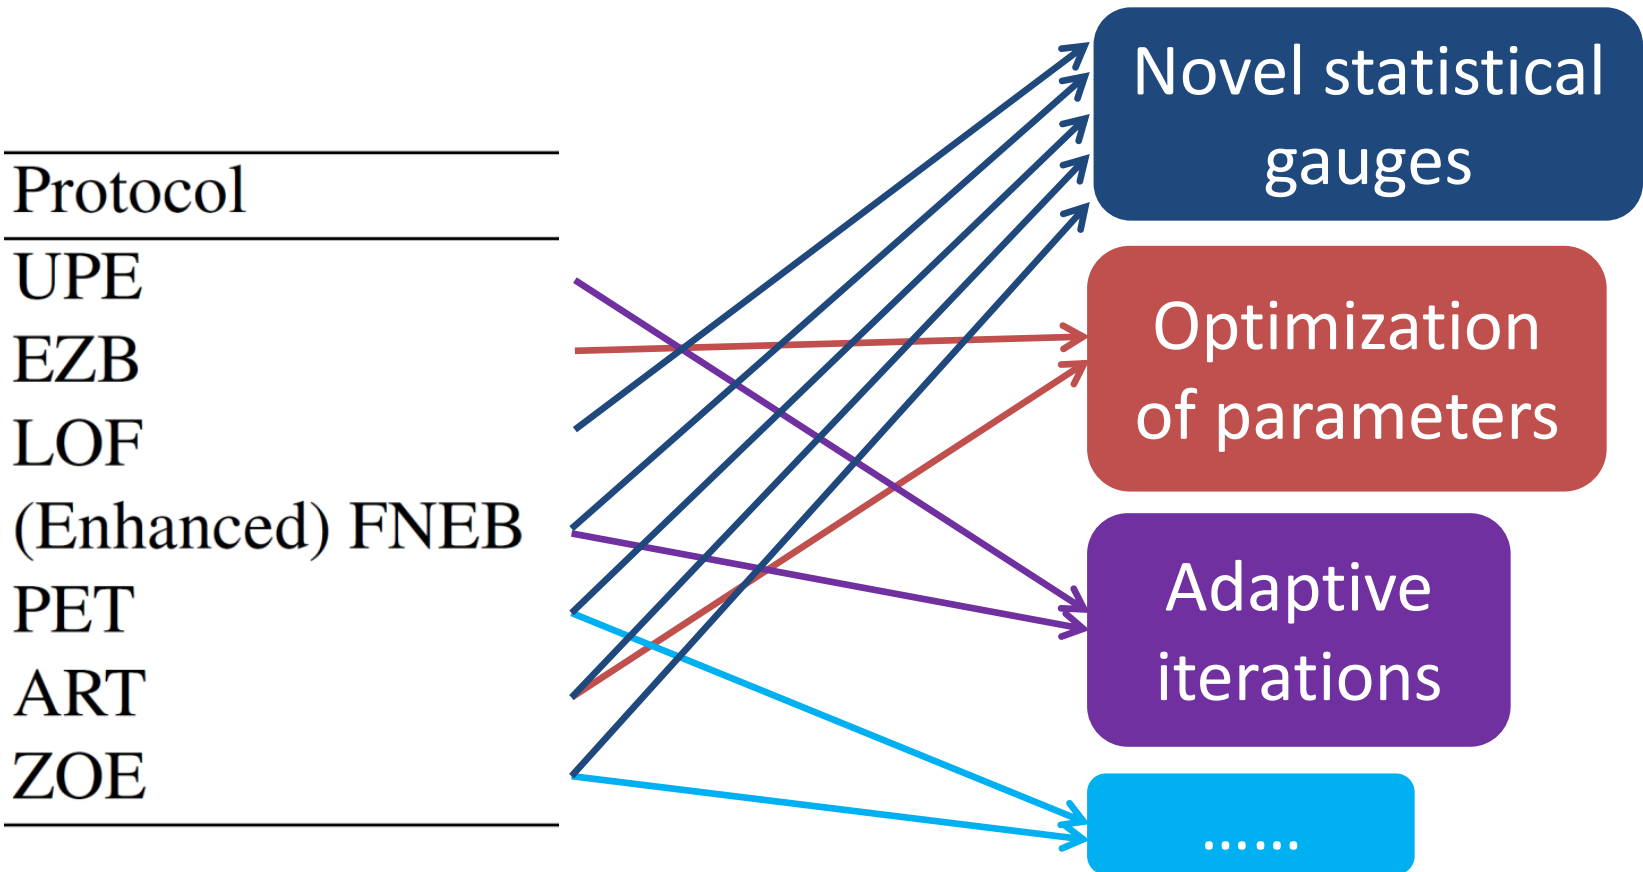 Protocol
UPE
EZB
LOF
(Enhanced) FNEB
PET
ART
ZOE
Novel statistical
gauges
Optimization
of parameters
Adaptive
iterations
......